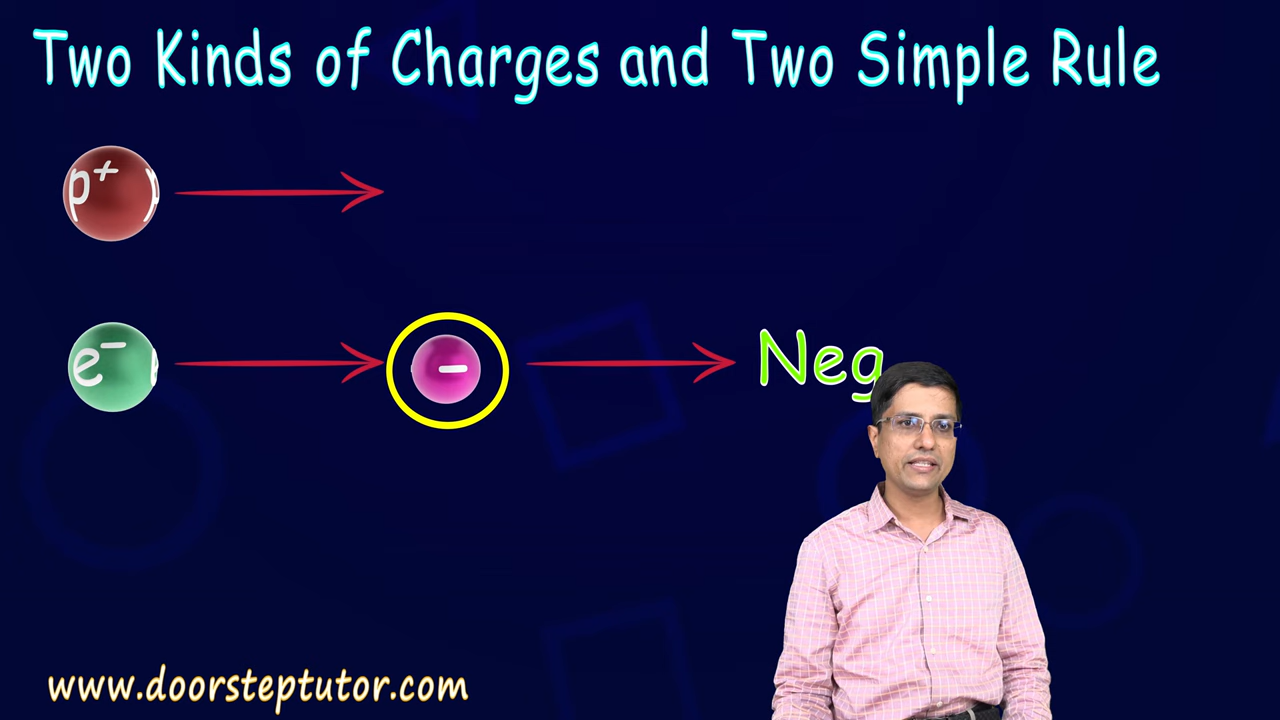 Two Kinds of Charges and Two Simple Rule
p⁺
e⁻ - Neg
www.doorsteptutor.com